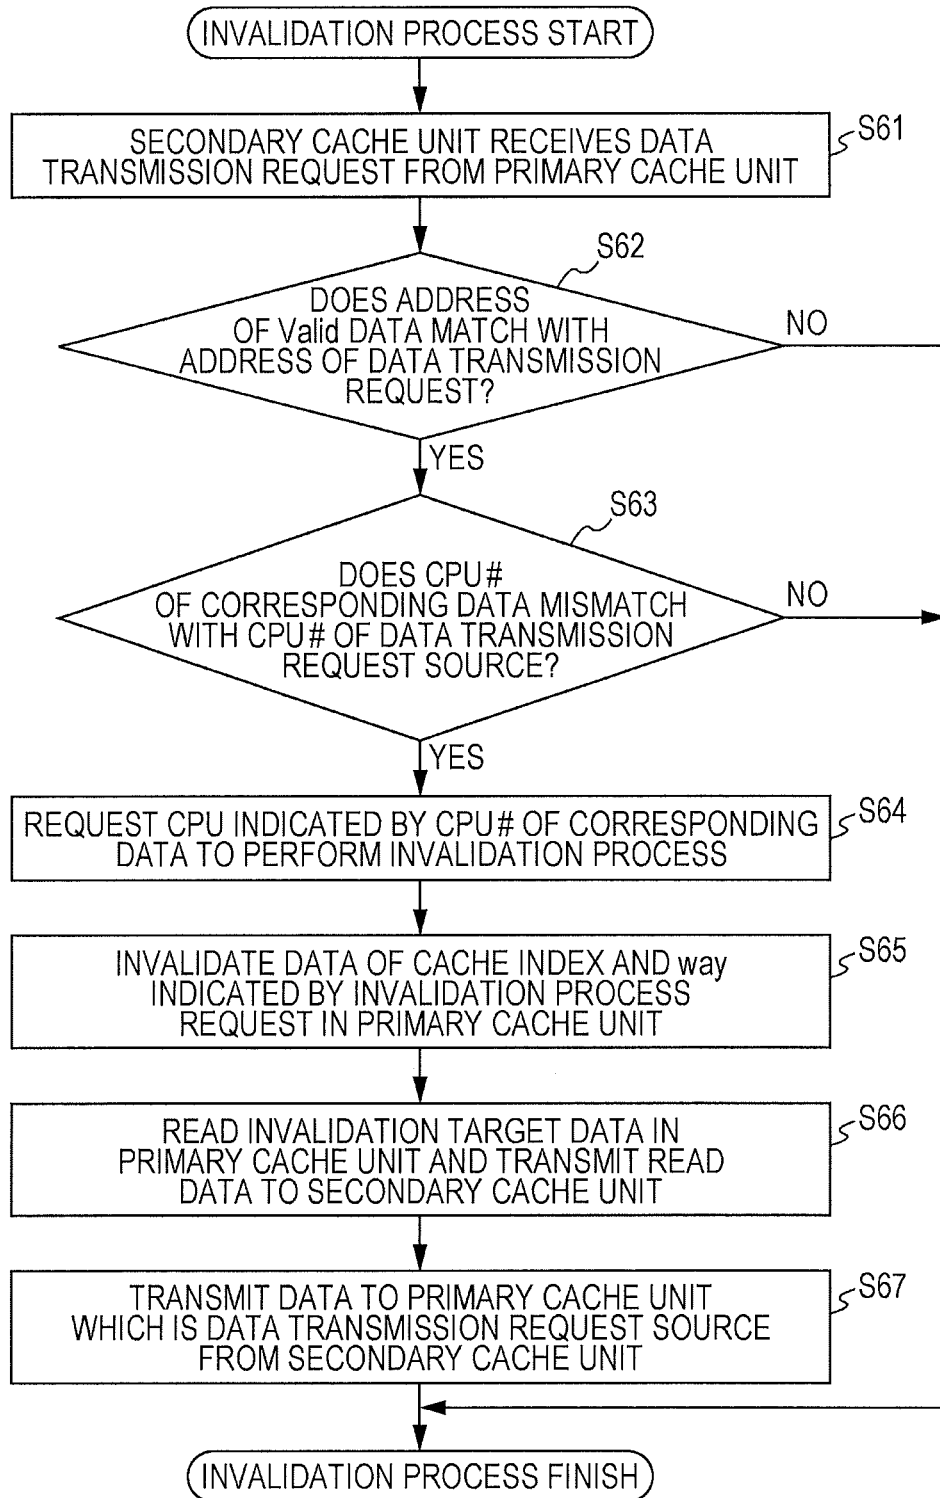 INVALIDATION PROCESS START
S61
SECONDARY CACHE UNIT RECEIVES DATA
TRANSMISSION REQUEST FROM PRIMARY CACHE UNIT
S62
DOES ADDRESS
OF Valid DATA MATCH WITH
ADDRESS OF DATA TRANSMISSION
REQUEST?
NO
YES
S63
DOES CPU#
OF CORRESPONDING DATA MISMATCH
WITH CPU# OF DATA TRANSMISSION
REQUEST SOURCE?
NO
YES
S64
REQUEST CPU INDICATED BY CPU# OF CORRESPONDING
DATA TO PERFORM INVALIDATION PROCESS
S65
INVALIDATE DATA OF CACHE INDEX AND way
INDICATED BY INVALIDATION PROCESS
REQUEST IN PRIMARY CACHE UNIT
S66
READ INVALIDATION TARGET DATA IN
PRIMARY CACHE UNIT AND TRANSMIT READ
DATA TO SECONDARY CACHE UNIT
S67
TRANSMIT DATA TO PRIMARY CACHE UNIT
WHICH IS DATA TRANSMISSION REQUEST SOURCE
FROM SECONDARY CACHE UNIT
INVALIDATION PROCESS FINISH